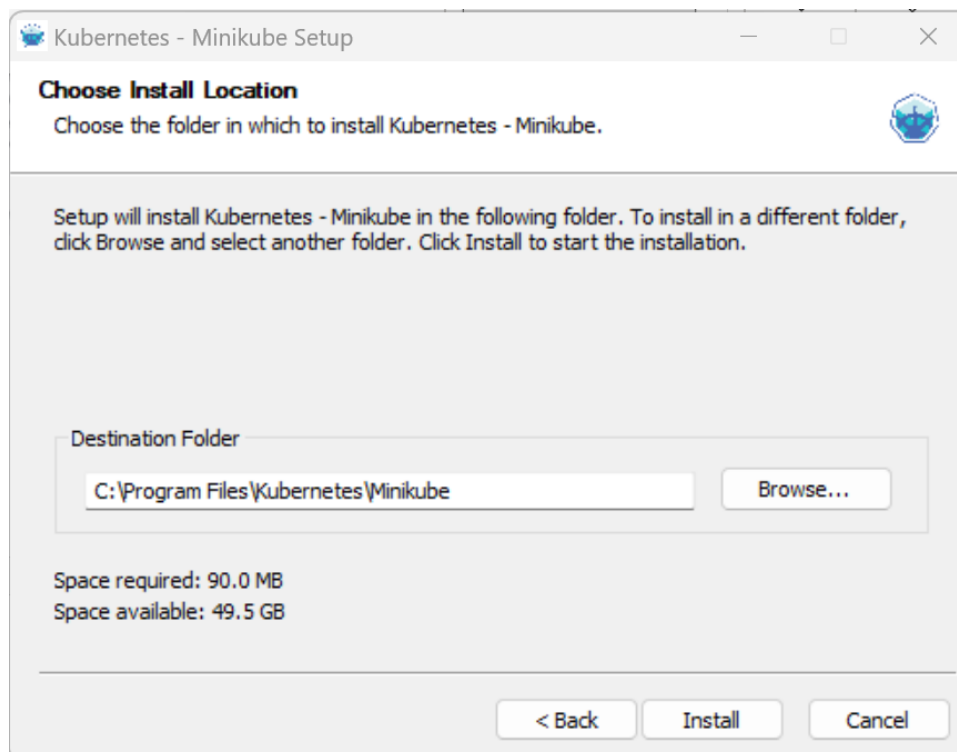 Kubernetes - Minikube Setup
Choose Install Location
Choose the folder in which to install Kubernetes - Minikube.
Setup will install Kubernetes - Minikube in the following folder. To install in a different folder,
click Browse and select another folder. Click Install to start the installation.
Destination Folder
C:\Program Files\Kubernetes\Minikube
Browse...
Space required: 90.0 MB
Space available: 49.5 GB
< Back
Install
Cancel